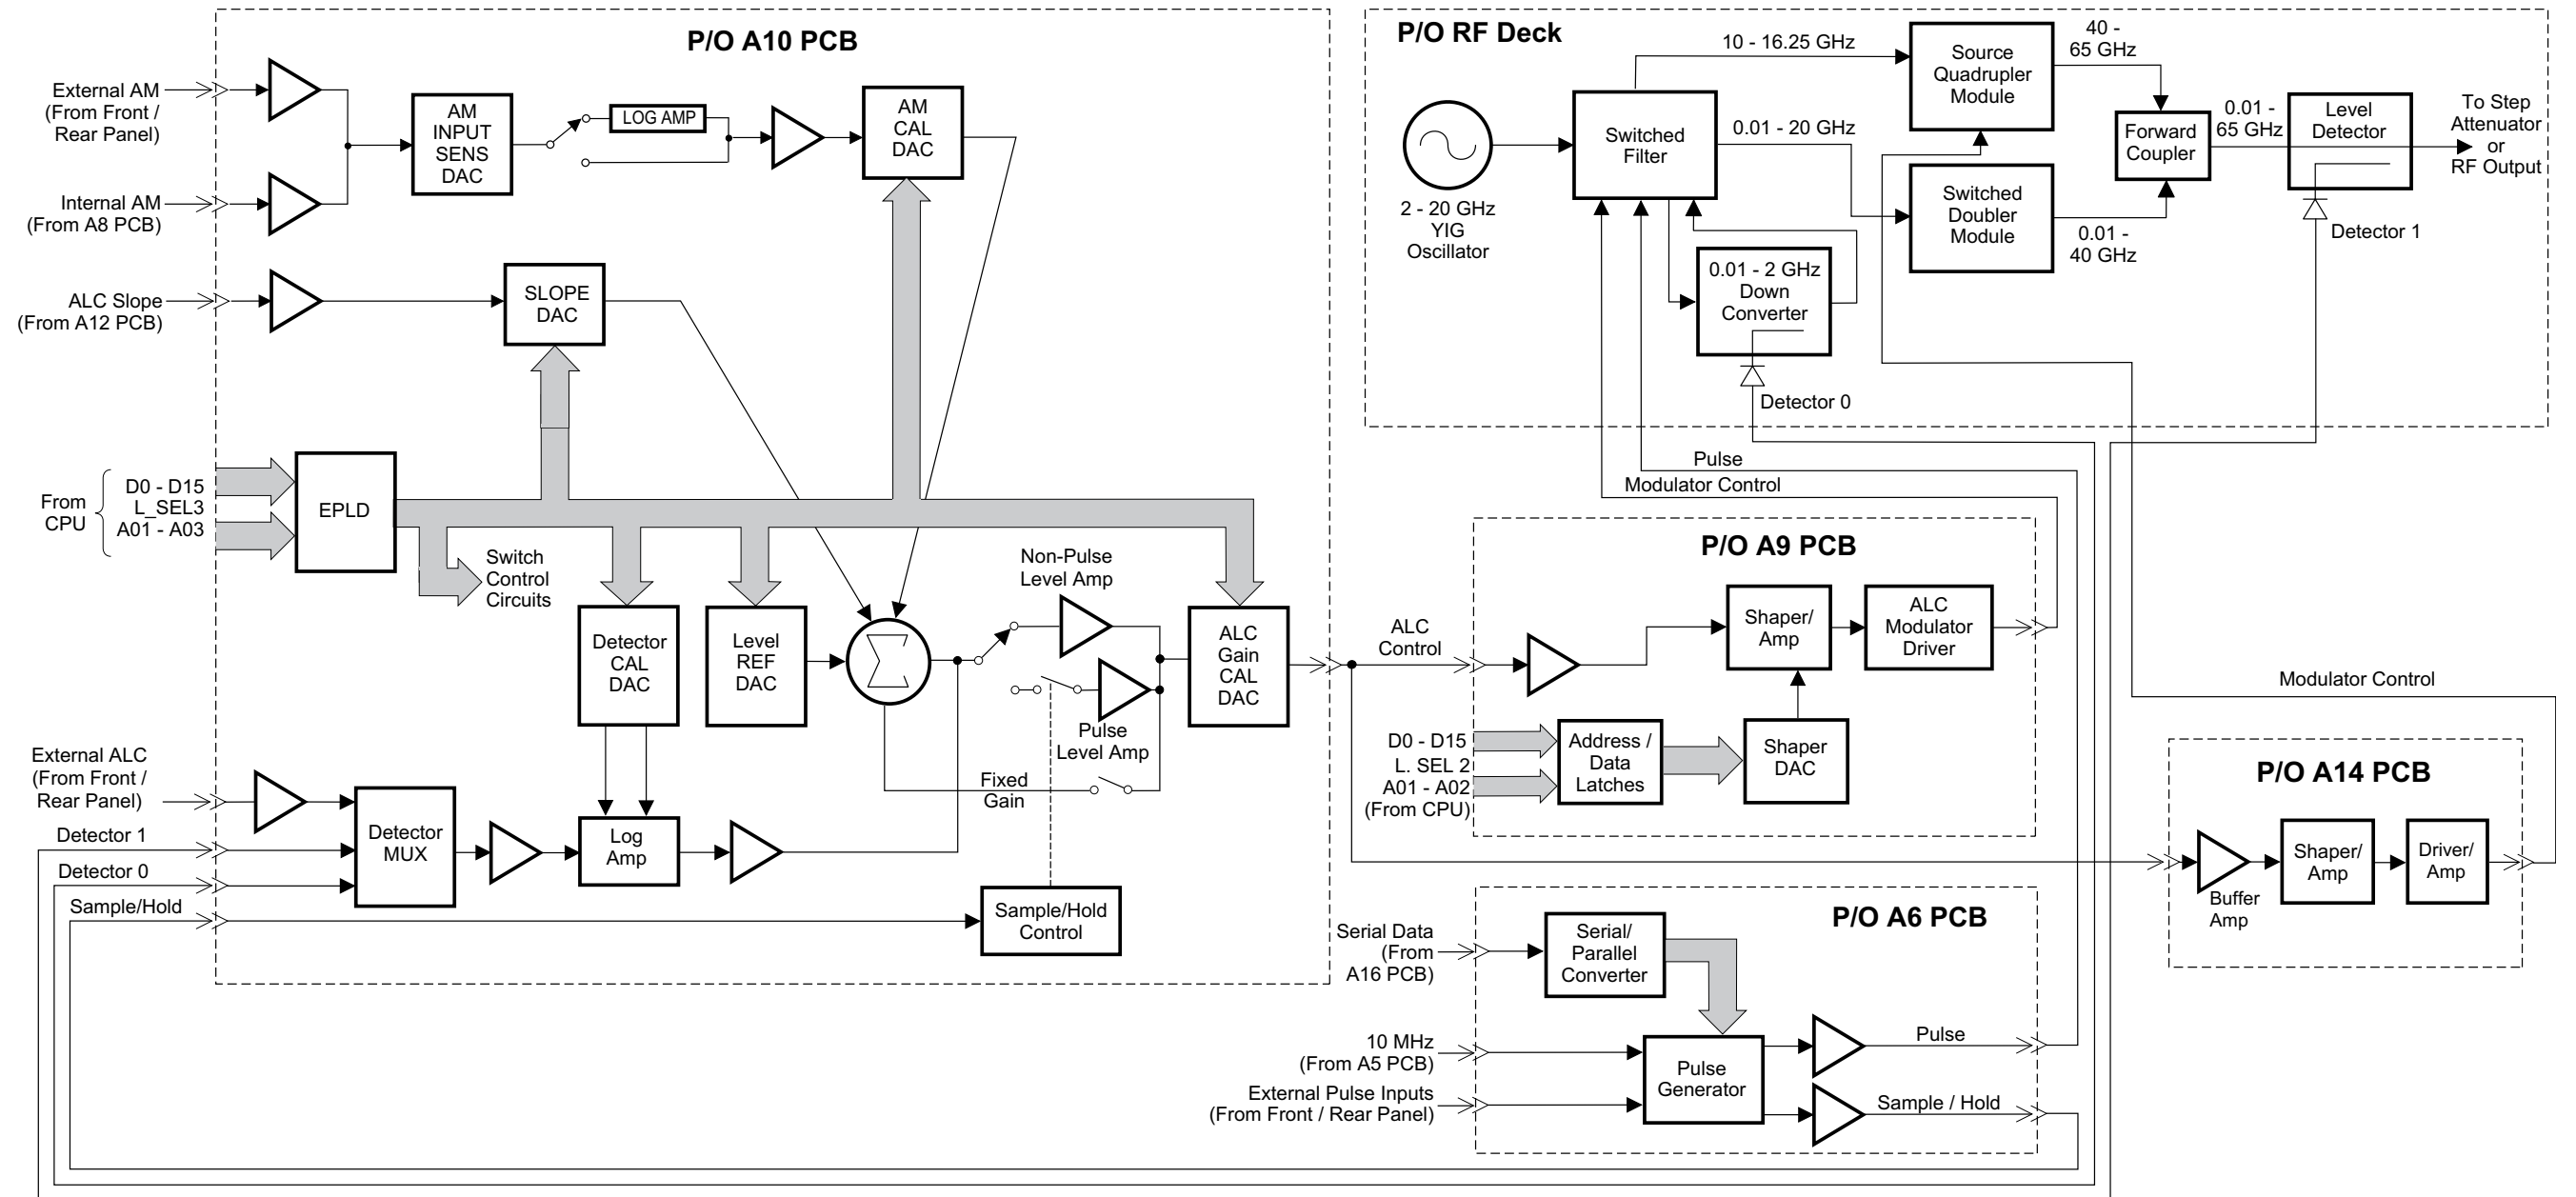 P/O A10 PCB
External AM
(From Front /
Rear Panel)
Internal AM
(From A8 PCB)
AM
INPUT
SENS
DAC
LOG AMP
AM
CAL
DAC
ALC Slope
(From A12 PCB)
SLOPE
DAC
From
CPU
D0 - D15
L_SEL3
A01 - A03
EPLD
Switch
Control
Circuits
Detector
CAL
DAC
Level
REF
DAC
Σ
Non-Pulse
Level Amp
Pulse
Level Amp
Fixed
Gain
ALC
Gain
CAL
DAC
External ALC
(From Front /
Rear Panel)
Detector 1
Detector 0
Sample/Hold
Detector
MUX
Log
Amp
Sample/Hold
Control
P/O RF Deck
2 - 20 GHz
YIG
Oscillator
Switched
Filter
10 - 16.25 GHz
0.01 - 20 GHz
Source
Quadrupler
Module
40 -
65 GHz
Switched
Doubler
Module
0.01 -
40 GHz
Forward
Coupler
0.01 -
65 GHz
Level
Detector
To Step
Attenuator
or
RF Output
Detector 1
0.01 - 2 GHz
Down
Converter
Detector 0
Pulse
Modulator Control
P/O A9 PCB
ALC
Control
Shaper/
Amp
ALC
Modulator
Driver
D0 - D15
L. SEL 2
A01 - A02
(From CPU)
Address /
Data
Latches
Shaper
DAC
Modulator Control
P/O A14 PCB
Buffer
Amp
Shaper/
Amp
Driver/
Amp
P/O A6 PCB
Serial Data
(From
A16 PCB)
Serial/
Parallel
Converter
10 MHz
(From A5 PCB)
External Pulse Inputs
(From Front / Rear Panel)
Pulse
Generator
Pulse
Sample / Hold